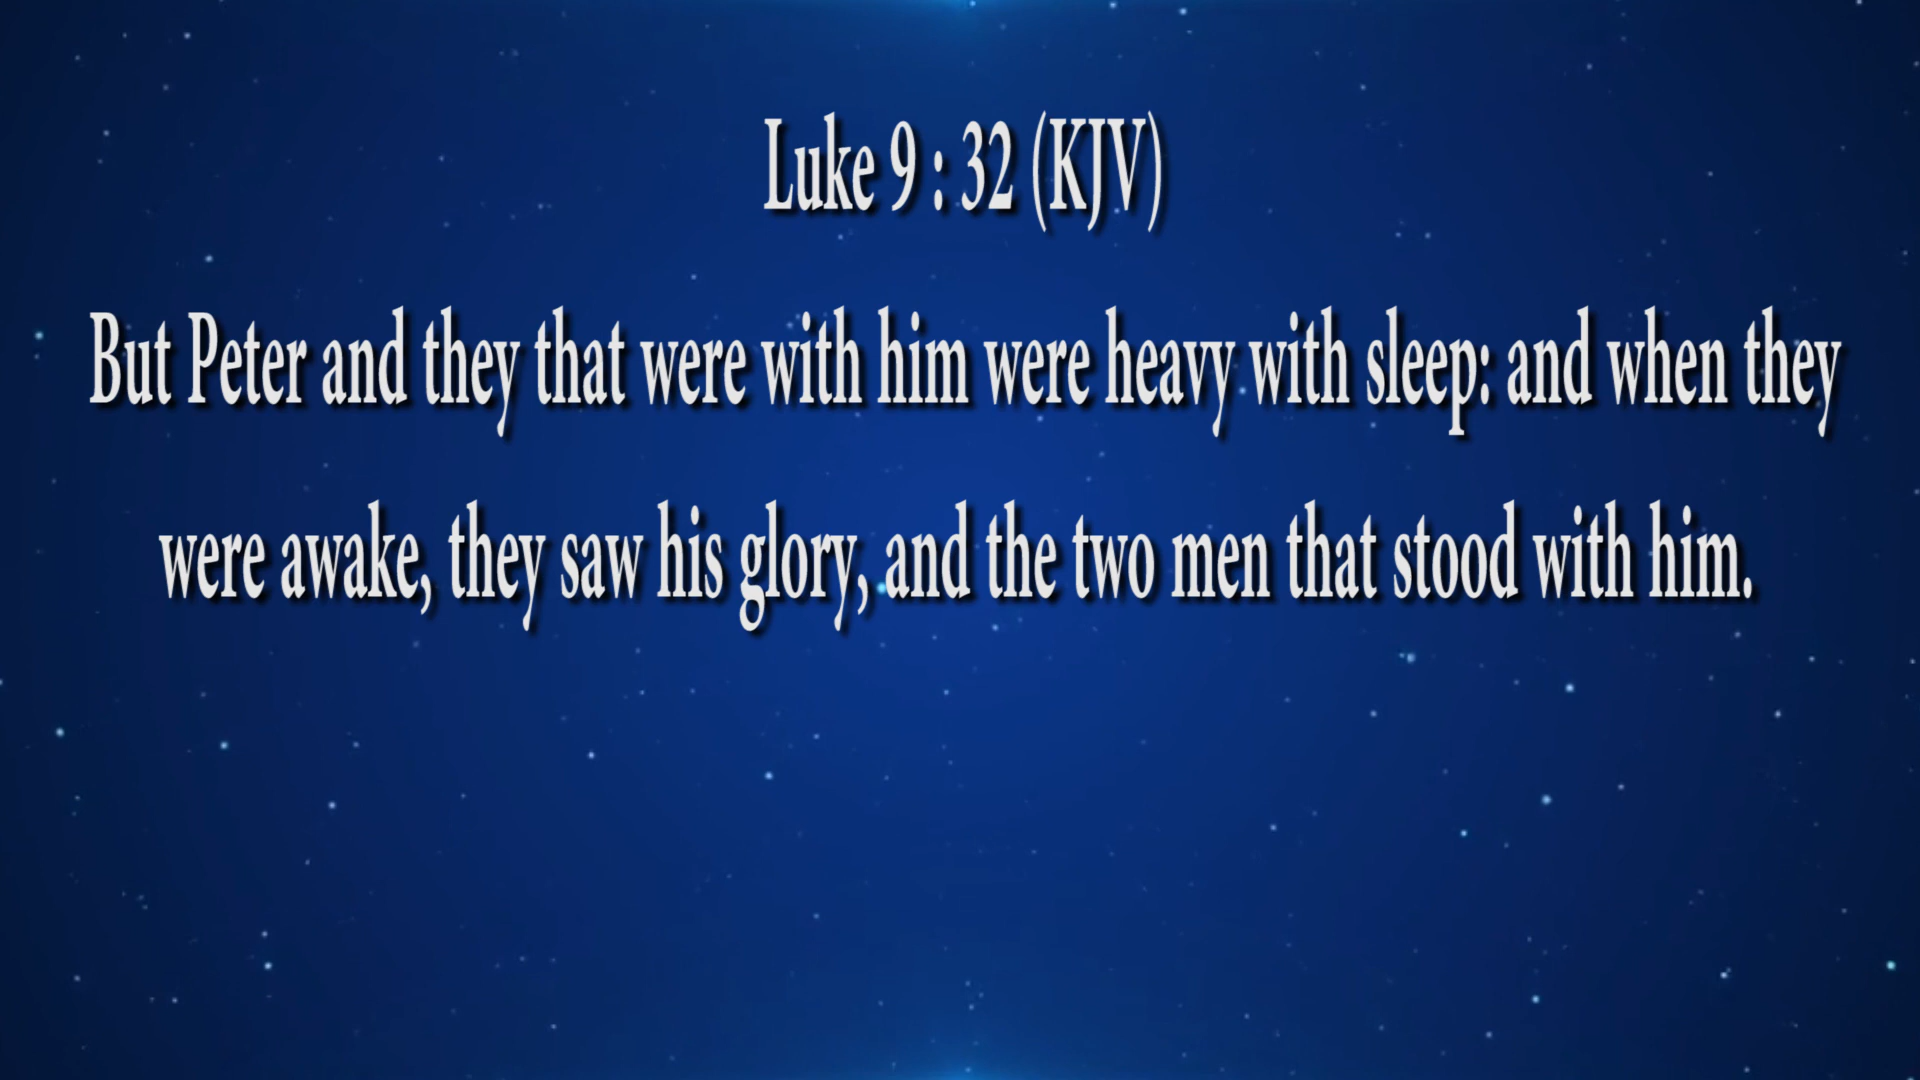 Luke 9 : 32 (KJV)
But Peter and they that were with him were heavy with sleep: and when they
were awake, they saw his glory, and the two men that stood with him.